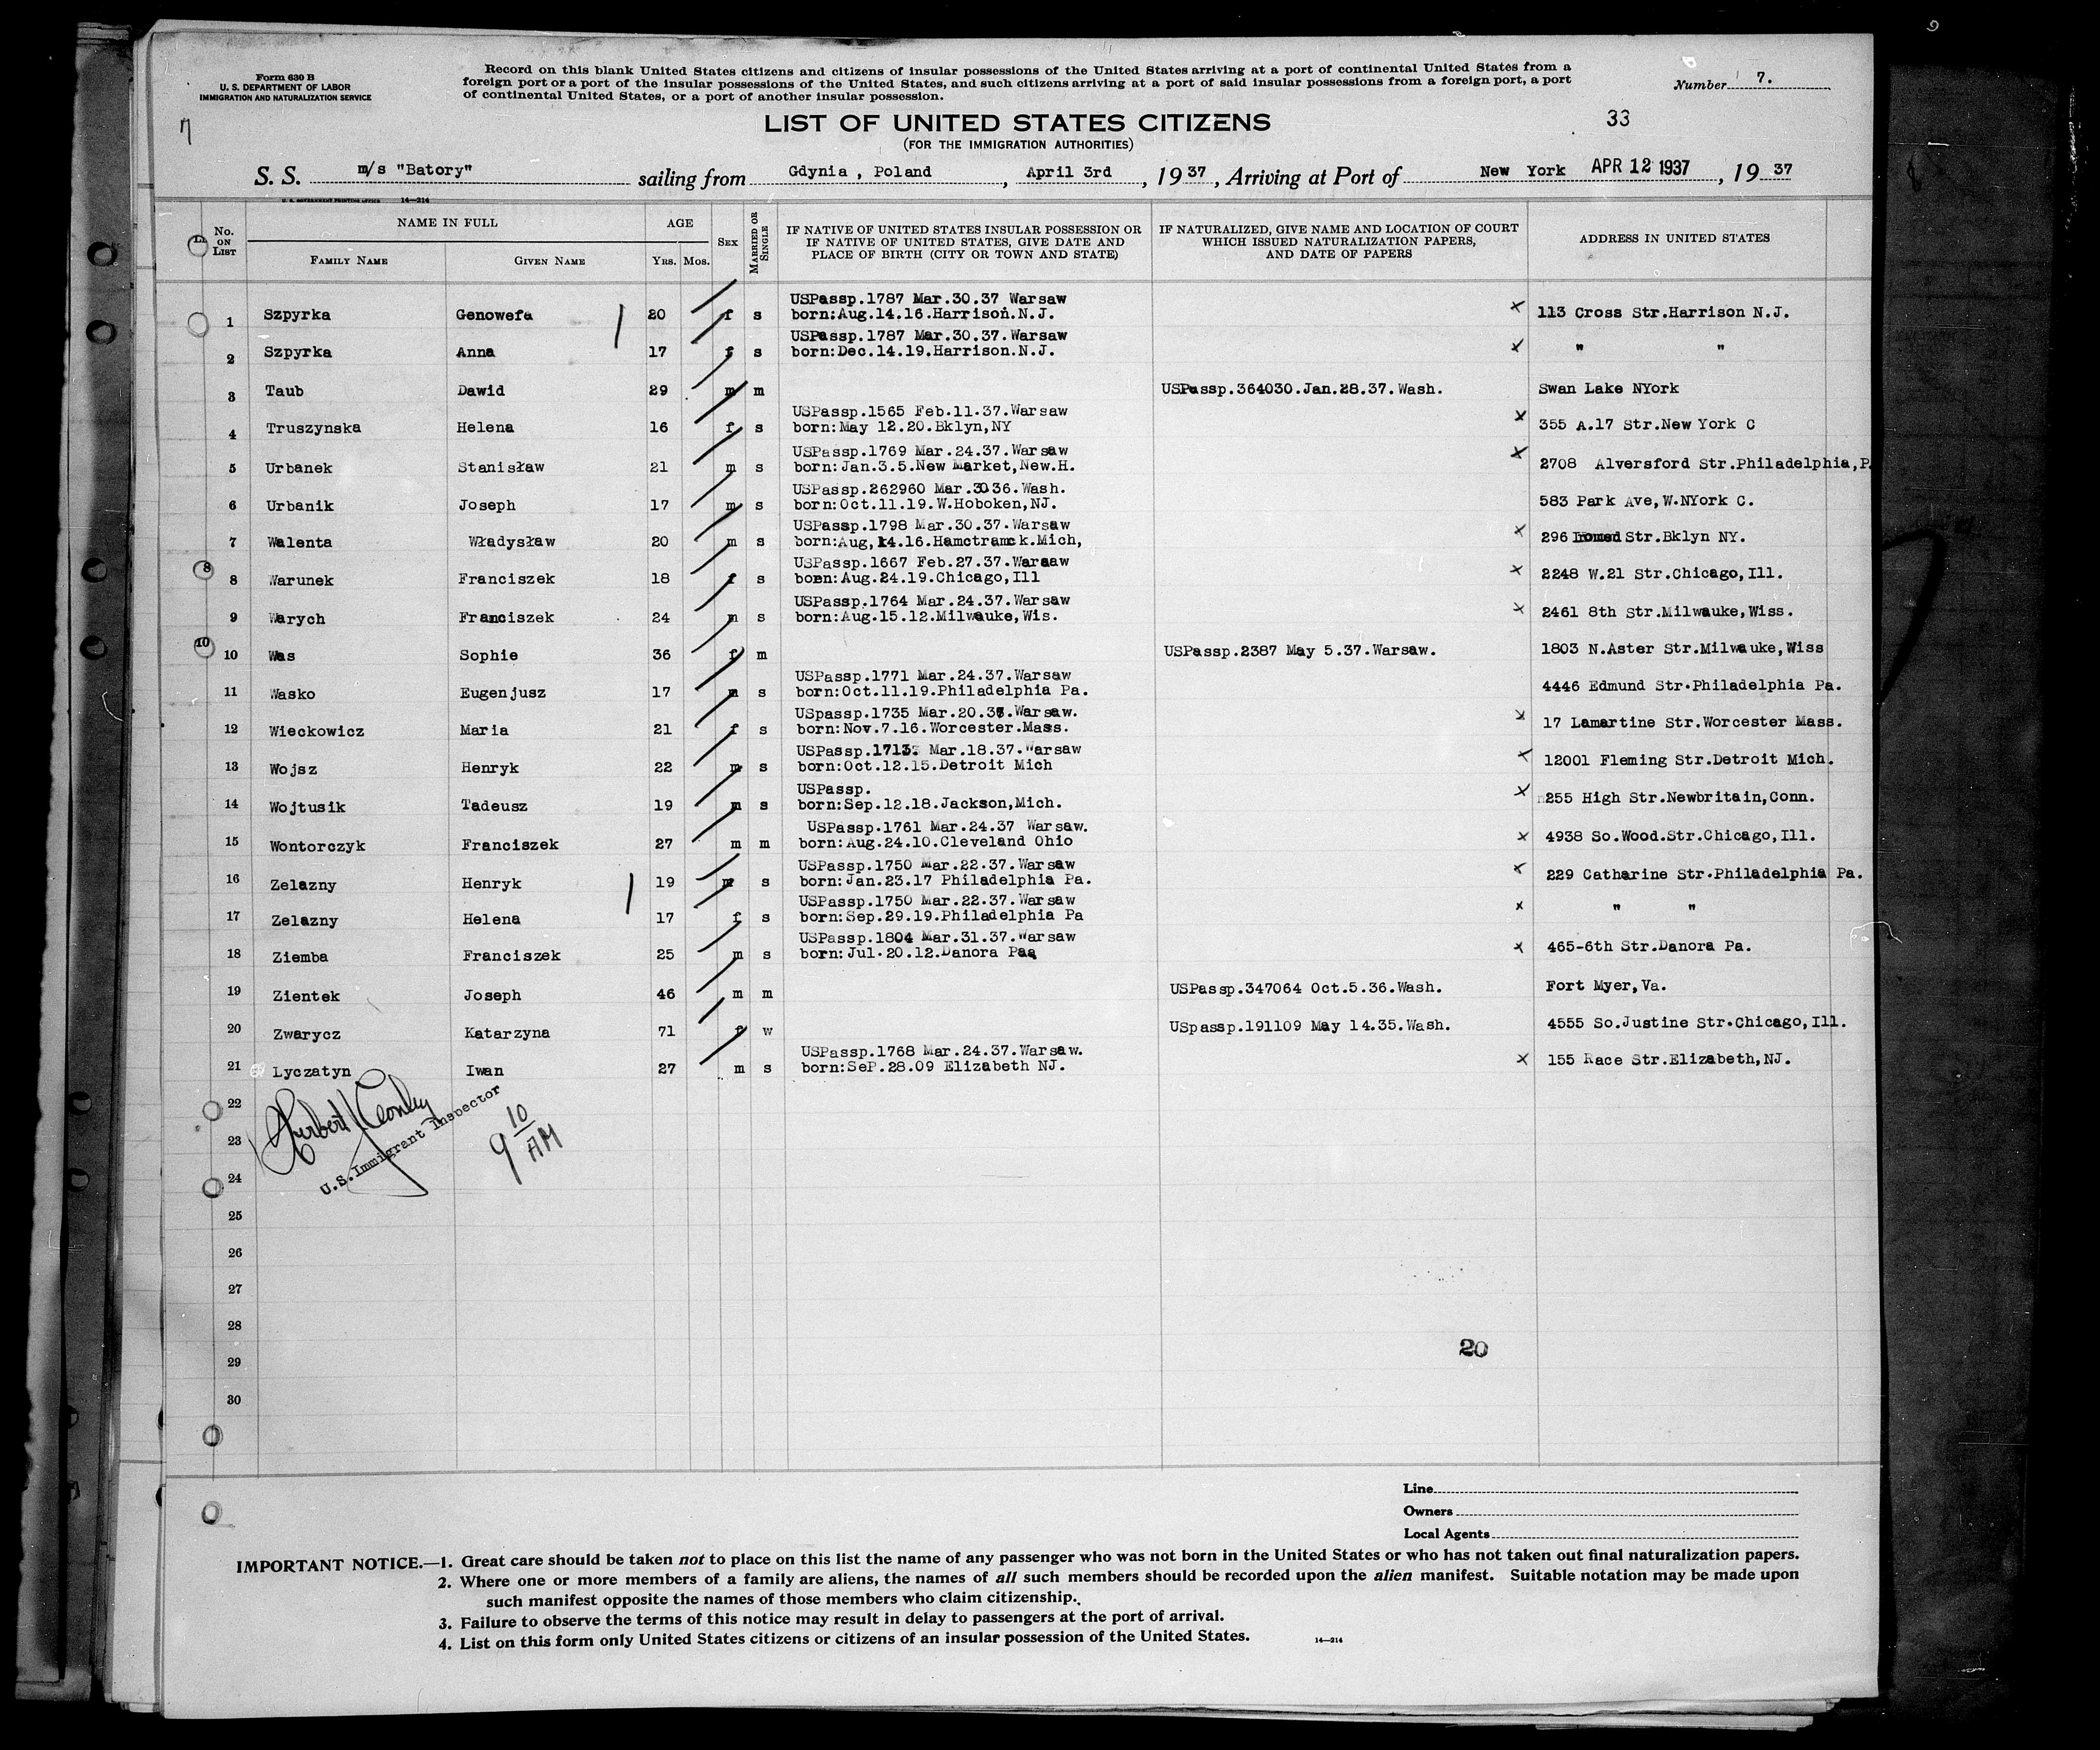 Form 630 B
U. S. DEPARTMENT OF LABOR
IMMIGRATION AND NATURALIZATION SERVICE
Record on this blank United States citizens and citizens of insular possessions of the United States arriving at a port of continental United States from a
foreign port or a port of the insular possessions of the United States, and such citizens arriving at a port of said insular possessions from a foreign port, a port
of continental United States, or a port of another insular possession.
Number 7.
7
LIST OF UNITED STATES CITIZENS
33
(FOR THE IMMIGRATION AUTHORITIES)
S. S. m/s "Batory" sailing from Gdynia , Poland , April 3rd , 19 37 , Arriving at Port of New York APR 12 1937 , 19 37
U. S. GOVERNMENT PRINTING OFFICE 14—214
No. ON LIST
NAME IN FULL
FAMILY NAME
GIVEN NAME
AGE
YRS. MOS.
SEX
MARRIED OR SINGLE
IF NATIVE OF UNITED STATES INSULAR POSSESSION OR
IF NATIVE OF UNITED STATES, GIVE DATE AND
PLACE OF BIRTH (CITY OR TOWN AND STATE)
IF NATURALIZED, GIVE NAME AND LOCATION OF COURT
WHICH ISSUED NATURALIZATION PAPERS,
AND DATE OF PAPERS
ADDRESS IN UNITED STATES
USPassp.1787 Mar.30.37 Warsaw
1 Szpyrka Genowefa 20 f s born:Aug.14.16.Harrison.N.J. x 113 Cross Str.Harrison N.J.
USPassp.1787 Mar.30.37.Warsaw
2 Szpyrka Anna 17 f s born:Dec.14.19.Harrison.N.J. x " "
3 Taub Dawid 29 m m USPassp.364030.Jan.28.37.Wash. Swan Lake NYork
USPassp.1565 Feb.11.37.Warsaw
4 Truszynska Helena 16 f s born:May 12.20.Bklyn,NY x 355 A.17 Str.New York C
USPassp.1769 Mar.24.37.Warsaw
5 Urbanek Stanisław 21 m s born:Jan.3.5.New Market,New.H. x 2708 Alversford Str.Philadelphia,P
USPassp.262960 Mar.3036.Wash.
6 Urbanik Joseph 17 m s born:Oct.11.19.W.Hoboken,NJ. 583 Park Ave,W.NYork C.
USPassp.1798 Mar.30.37.Warsaw
7 Walenta Władysław 20 m s born:Aug,14.16.Hamctramck.Mich, x 296 Str.Bklyn NY.
USPassp.1667 Feb.27.37.Waraaw
8 8 Warunek Franciszek 18 f s born:Aug.24.19.Chicago,Ill x 2248 W.21 Str.Chicago,Ill.
USPassp.1764 Mar.24.37.Warsaw
9 Warych Franciszek 24 m s born:Aug.15.12.Milwauke,Wis. x 2461 8th Str.Milwauke,Wiss.
10 10 Was Sophie 36 f m USPassp.2387 May 5.37.Warsaw. 1803 N.Aster Str.Milwauke,Wiss
USPassp.1771 Mar.24.37.Warsaw
11 Wasko Eugenjusz 17 m s born:Oct.11.19.Philadelphia Pa. 4446 Edmund Str.Philadelphia Pa.
USpassp.1735 Mar.20.37.Warsaw.
12 Wieckowicz Maria 21 f s born:Nov.7.16.Worcester.Mass. x 17 Lamartine Str.Worcester Mass.
USPassp.1713. Mar.18.37.Warsaw
13 Wojsz Henryk 22 m s born:Oct.12.15.Detroit Mich x 12001 Fleming Str.Detroit Mich.
USPassp.
14 Wojtusik Tadeusz 19 m s born:Sep.12.18.Jackson,Mich. x 255 High Str.Newbritain,Conn.
USPassp.1761 Mar.24.37 Warsaw.
15 Wontorczyk Franciszek 27 m m born:Aug.24.10.Cleveland Ohio x 4938 So.Wood.Str.Chicago,Ill.
USPassp.1750 Mar.22.37.Warsaw
16 Zelazny Henryk 19 m s born:Jan.23.17 Philadelphia Pa. x 229 Catharine Str.Philadelphia Pa.
USPassp.1750 Mar.22.37.Warsaw
17 Zelazny Helena 17 f s born:Sep.29.19.Philadelphia Pa x " "
USPassp.1804 Mar.31.37.Warsaw
18 Ziemba Franciszek 25 m s born:Jul.20.12.Danora Paa x 465-6th Str.Danora Pa.
19 Zientek Joseph 46 m m USPassp.347064 Oct.5.36.Wash. Fort Myer,Va.
20 Zwarycz Katarzyna 71 f w USpassp.191109 May 14.35.Wash. 4555 So.Justine Str.Chicago,Ill.
USPassp.1768 Mar.24.37.Warsaw.
21 Lyczatyn Iwan 27 m s born:SeP.28.09 Elizabeth NJ. x 155 Race Str.Elizabeth,NJ.
22
23
24
U.S.Immigrant Inspector
9 10 AM
25
26
27
28
29
30
20
Line
Owners
Local Agents
IMPORTANT NOTICE.—1. Great care should be taken not to place on this list the name of any passenger who was not born in the United States or who has not taken out final naturalization papers.
2. Where one or more members of a family are aliens, the names of all such members should be recorded upon the alien manifest. Suitable notation may be made upon
such manifest opposite the names of those members who claim citizenship.
3. Failure to observe the terms of this notice may result in delay to passengers at the port of arrival.
4. List on this form only United States citizens or citizens of an insular possession of the United States. 14—214